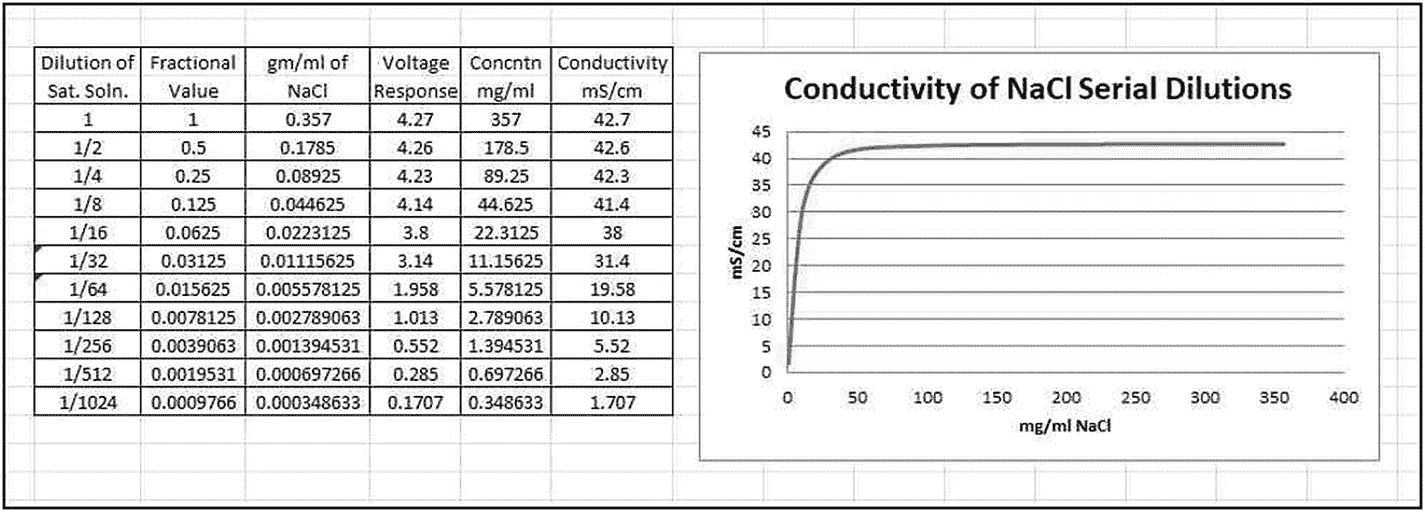 Dilution of Fractional gm/ml of Voltage Concntn Conductivity
Sat. Soln. Value NaCl Response mg/ml mS/cm
1 1 0.357 4.27 357 42.7
1/2 0.5 0.1785 4.26 178.5 42.6
1/4 0.25 0.08925 4.23 89.25 42.3
1/8 0.125 0.044625 4.14 44.625 41.4
1/16 0.0625 0.0223125 3.8 22.3125 38
1/32 0.03125 0.01115625 3.14 11.15625 31.4
1/64 0.015625 0.005578125 1.958 5.578125 19.58
1/128 0.0078125 0.002789063 1.013 2.789063 10.13
1/256 0.0039063 0.001394531 0.552 1.394531 5.52
1/512 0.0019531 0.000697266 0.285 0.697266 2.85
1/1024 0.0009766 0.000348633 0.1707 0.348633 1.707
Conductivity of NaCl Serial Dilutions
45
40
35
30
25
20
15
10
5
0
mS/cm
0 50 100 150 200 250 300 350 400
mg/ml NaCl